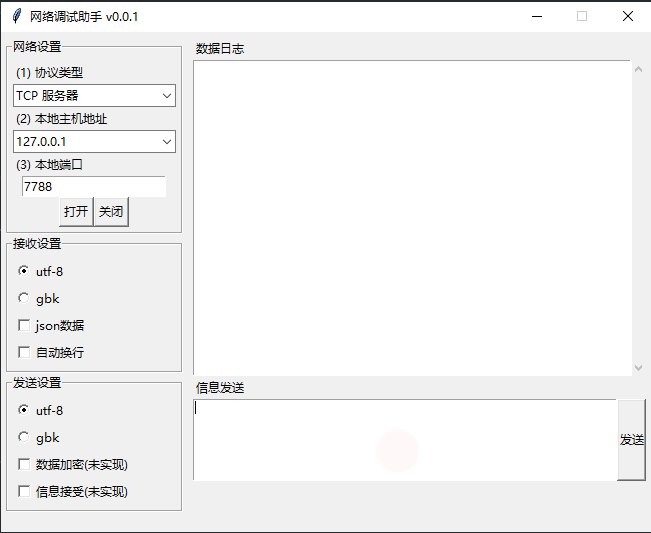 网络调试助手 v0.0.1
网络设置
(1) 协议类型
TCP 服务器
(2) 本地主机地址
127.0.0.1
(3) 本地端口
7788
打开 关闭
接收设置
utf-8
gbk
json数据
自动换行
发送设置
utf-8
gbk
数据加密(未实现)
信息接受(未实现)
数据日志
信息发送
发送